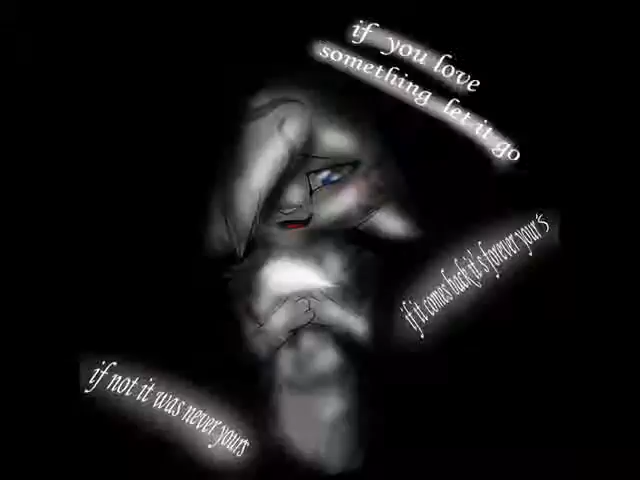 if you love
something let it go
if it comes back it's forever your's
if not it was never yours